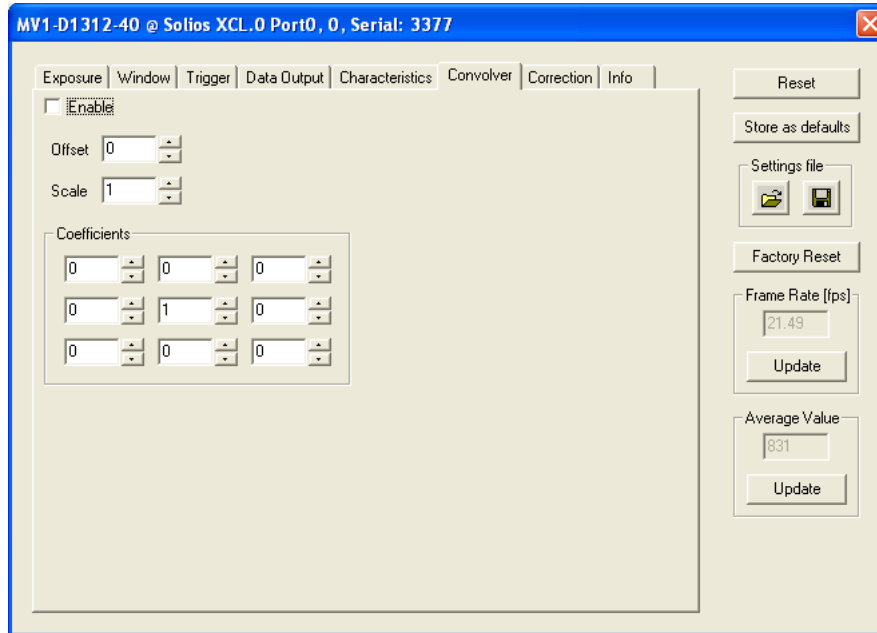 MV1-D1312-40 @ Solios XCL.0 Port0, 0, Serial: 3377
Exposure Window Trigger Data Output Characteristics Convolver Correction Info
Enable
Offset 0
Scale 1
Coefficients
0 0 0
0 1 0
0 0 0
Reset
Store as defaults
Settings file
Factory Reset
Frame Rate [fps]
21.49
Update
Average Value
831
Update